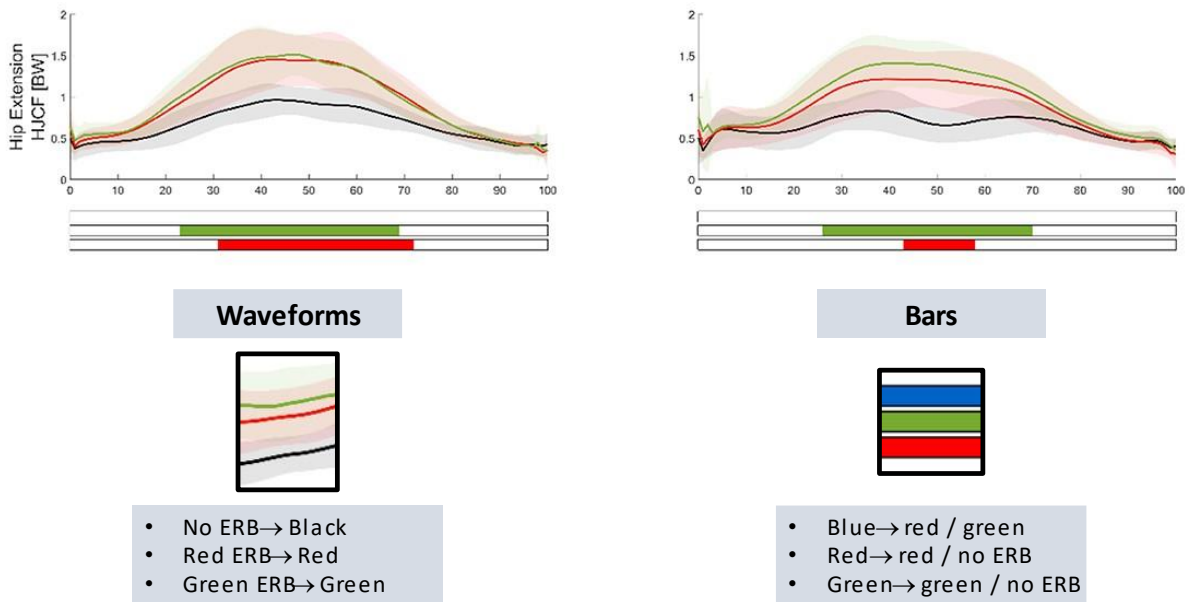 Hip Extension
HJCF [BW]
2
1.5
1
0.5
0
0 10 20 30 40 50 60 70 80 90 100
2
1.5
1
0.5
0
0 10 20 30 40 50 60 70 80 90 100
Waveforms
• No ERB→ Black
• Red ERB→ Red
• Green ERB→ Green
Bars
• Blue→ red / green
• Red→ red / no ERB
• Green→ green / no ERB